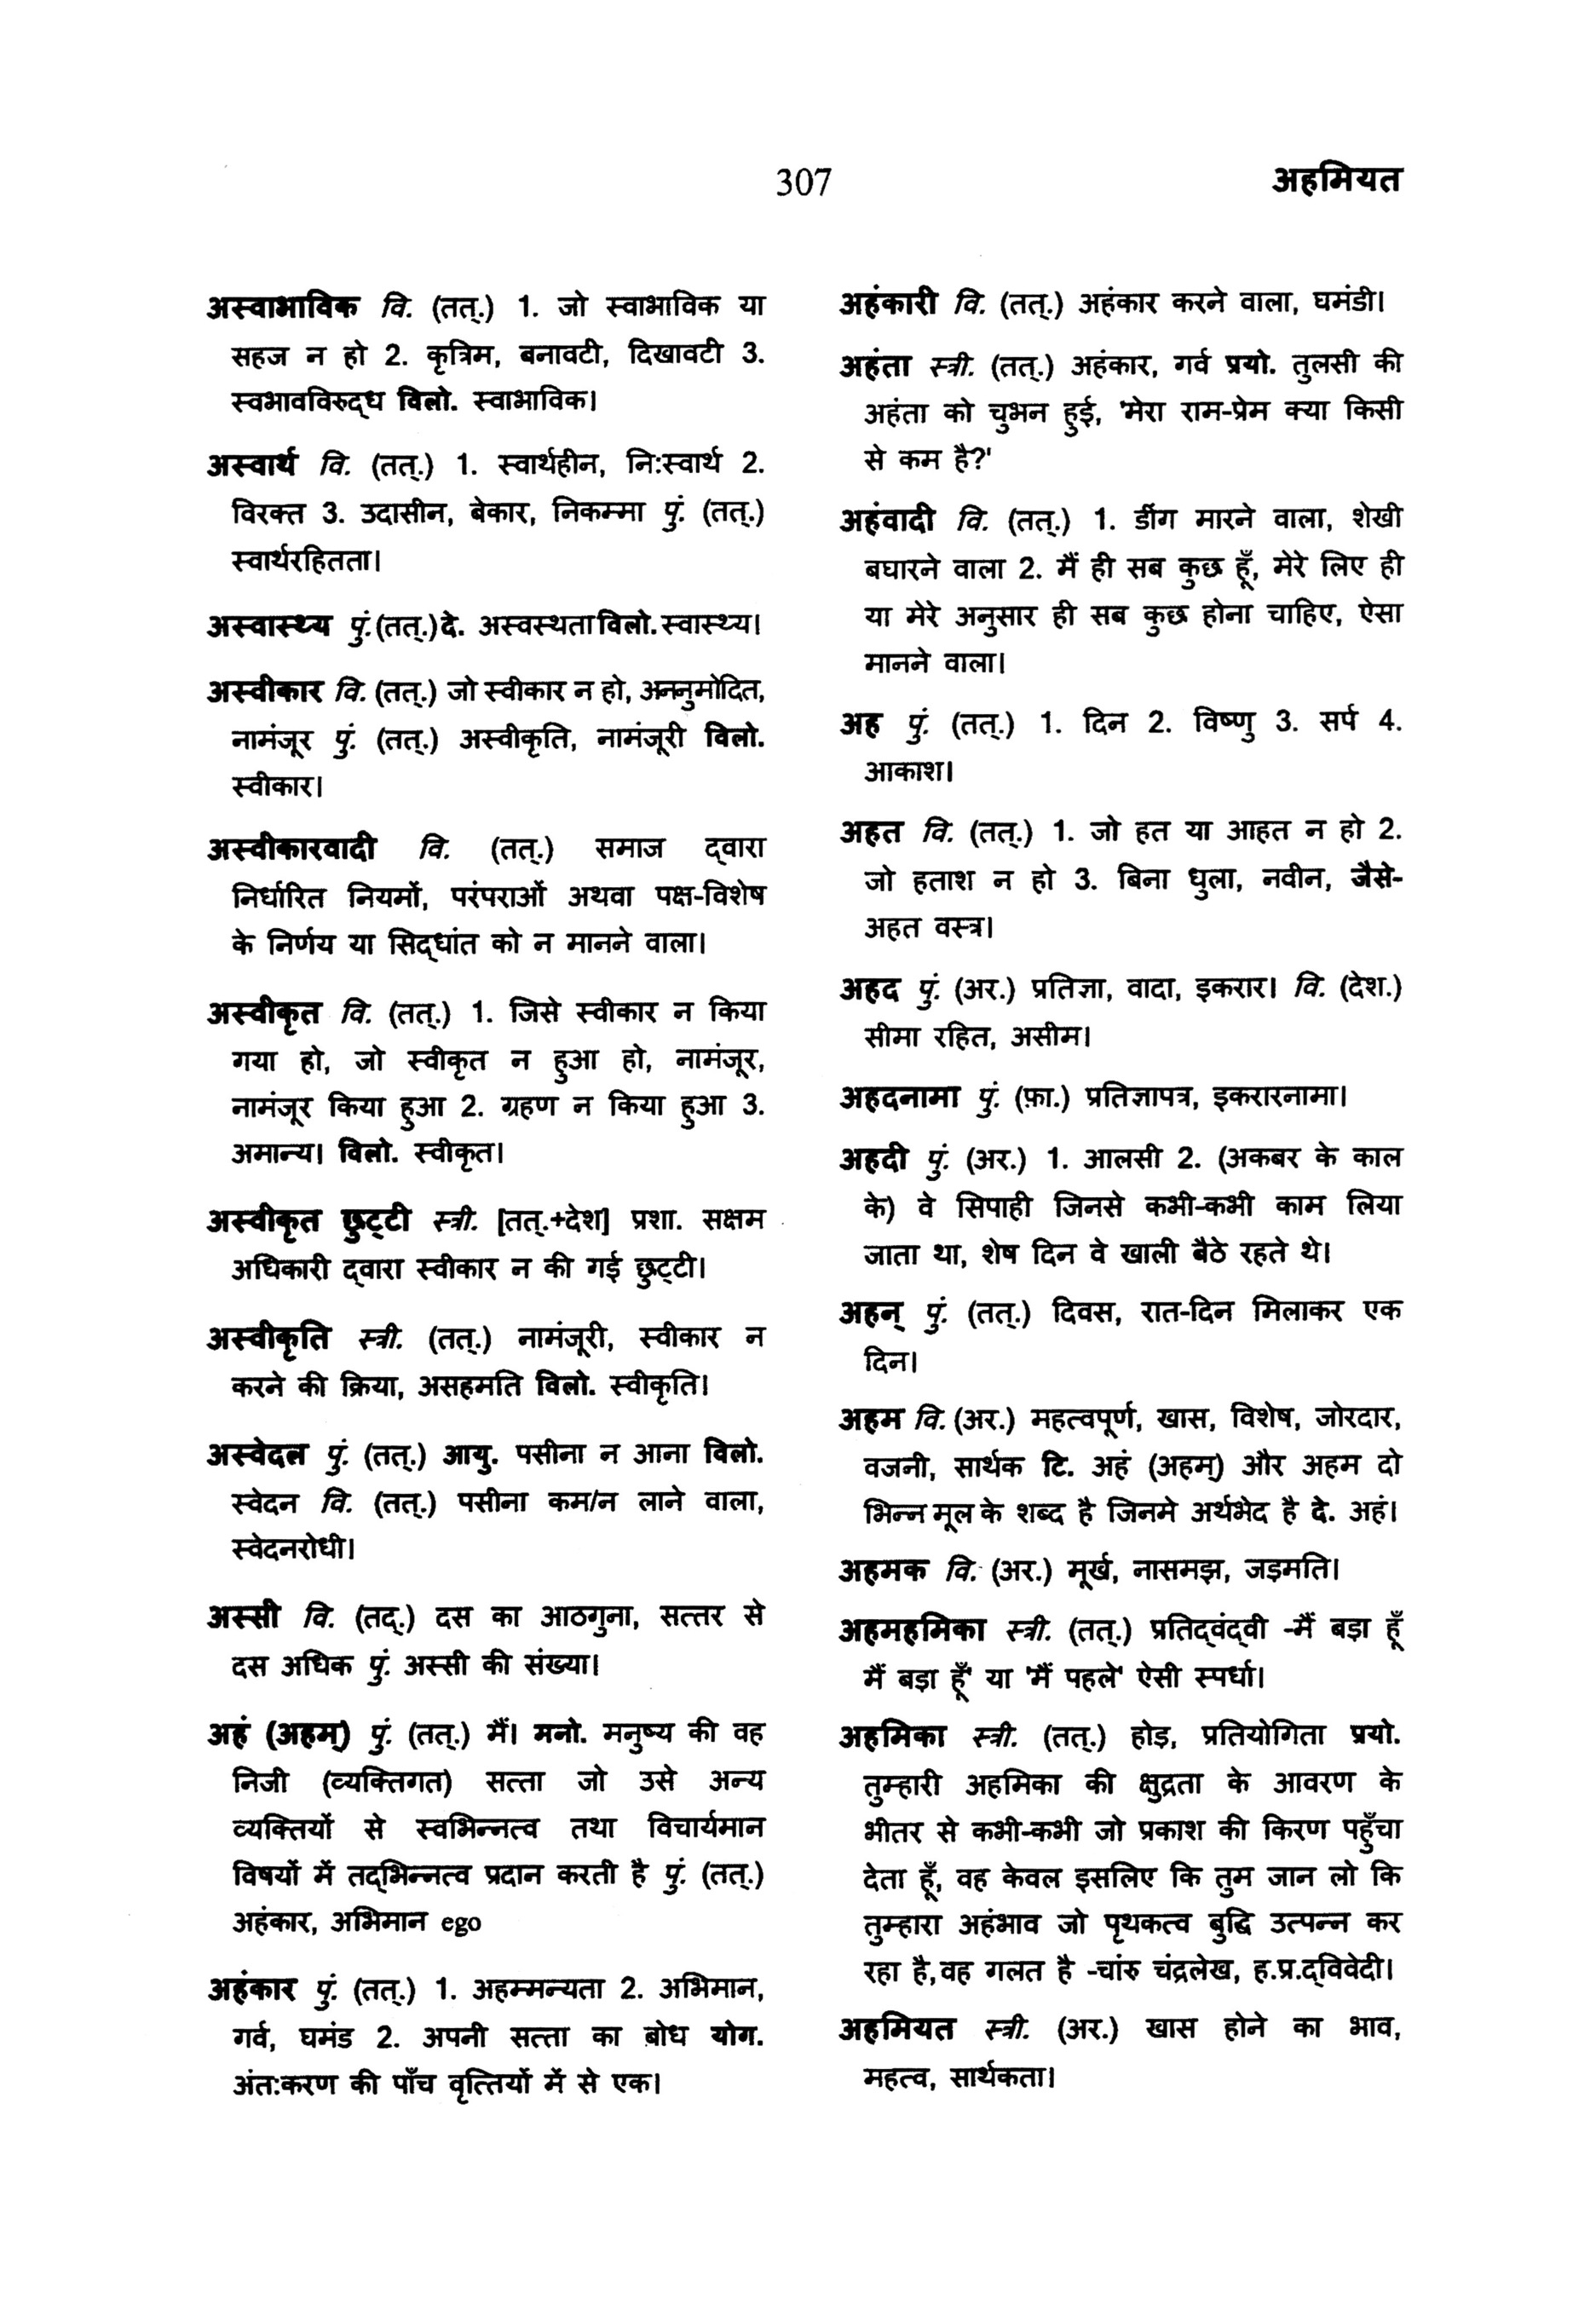 307
अहमियत
अस्वाभाविक वि. (तत्.) 1. जो स्वाभाविक या
सहज न हो 2. कृत्रिम, बनावटी, दिखावटी 3.
स्वभावविरुद्ध विलो. स्वाभाविक।
अस्वार्थ वि. (तत्.) 1. स्वार्थहीन, नि:स्वार्थ 2.
विरक्त 3. उदासीन, बेकार, निकम्मा पुं. (तत्.)
स्वार्थरहितता।
अस्वास्थ्य पुं.(तत्.)दे. अस्वस्थता विलो. स्वास्थ्य।
अस्वीकार वि. (तत्.) जो स्वीकार न हो, अननुमोदित,
नामंजूर पुं. (तत्.) अस्वीकृति, नामंजूरी विलो.
स्वीकार।
अस्वीकारवादी वि. (तत्.) समाज द्वारा
निर्धारित नियमों, परंपराओं अथवा पक्ष-विशेष
के निर्णय या सिद्धांत को न मानने वाला।
अस्वीकृत वि. (तत्.) 1. जिसे स्वीकार न किया
गया हो, जो स्वीकृत न हुआ हो, नामंजूर,
नामंजूर किया हुआ 2. ग्रहण न किया हुआ 3.
अमान्य। विलो. स्वीकृत।
अस्वीकृत छुट्टी स्त्री. [तत्.+देश] प्रशा. सक्षम
अधिकारी द्वारा स्वीकार न की गई छुट्टी।
अस्वीकृति स्त्री. (तत्.) नामंजूरी, स्वीकार न
करने की क्रिया, असहमति विलो. स्वीकृति।
अस्वेदल पुं. (तत्.) आयु. पसीना न आना विलो.
स्वेदन वि. (तत्.) पसीना कम/न लाने वाला,
स्वेदनरोधी।
अस्सी वि. (तद्.) दस का आठगुना, सत्तर से
दस अधिक पुं. अस्सी की संख्या।
अहं (अहम्) पुं. (तत्.) मैं। मनो. मनुष्य की वह
निजी (व्यक्तिगत) सत्ता जो उसे अन्य
व्यक्तियों से स्वभिन्नत्व तथा विचार्यमान
विषयों में तद्भिन्नत्व प्रदान करती है पुं. (तत्.)
अहंकार, अभिमान ego
अहंकार पुं. (तत्.) 1. अहम्मन्यता 2. अभिमान,
गर्व, घमंड 2. अपनी सत्ता का बोध योग.
अंत:करण की पाँच वृत्तियों में से एक।
अहंकारी वि. (तत्.) अहंकार करने वाला, घमंडी।
अहंता स्त्री. (तत्.) अहंकार, गर्व प्रयो. तुलसी की
अहंता को चुभन हुई, 'मेरा राम-प्रेम क्या किसी
से कम है?'
अहंवादी वि. (तत्.) 1. डींग मारने वाला, शेखी
बघारने वाला 2. मैं ही सब कुछ हूँ, मेरे लिए ही
या मेरे अनुसार ही सब कुछ होना चाहिए, ऐसा
मानने वाला।
अह पुं. (तत्.) 1. दिन 2. विष्णु 3. सर्प 4.
आकाश।
अहत वि. (तत्.) 1. जो हत या आहत न हो 2.
जो हताश न हो 3. बिना धुला, नवीन, जैसे-
अहत वस्त्र।
अहद पुं. (अर.) प्रतिज्ञा, वादा, इकरार। वि. (देश.)
सीमा रहित, असीम।
अहदनामा पुं. (फ़ा.) प्रतिज्ञापत्र, इकरारनामा।
अहदी पुं. (अर.) 1. आलसी 2. (अकबर के काल
के) वे सिपाही जिनसे कभी-कभी काम लिया
जाता था, शेष दिन वे खाली बैठे रहते थे।
अहन् पुं. (तत्.) दिवस, रात-दिन मिलाकर एक
दिन।
अहम वि. (अर.) महत्वपूर्ण, खास, विशेष, जोरदार,
वजनी, सार्थक टि. अहं (अहम्) और अहम दो
भिन्न मूल के शब्द है जिनमे अर्थभेद है दे. अहं।
अहमक वि. (अर.) मूर्ख, नासमझ, जड़मति।
अहमहमिका स्त्री. (तत्.) प्रतिद्वंद्वी -मैं बड़ा हूँ
मैं बड़ा हूँ' या 'मैं पहले' ऐसी स्पर्धा।
अहमिका स्त्री. (तत्.) होड़, प्रतियोगिता प्रयो.
तुम्हारी अहमिका की क्षुद्रता के आवरण के
भीतर से कभी-कभी जो प्रकाश की किरण पहुँचा
देता हूँ, वह केवल इसलिए कि तुम जान लो कि
तुम्हारा अहंभाव जो पृथकत्व बुद्धि उत्पन्न कर
रहा है, वह गलत है -चांरु चंद्रलेख, ह.प्र.द्विवेदी।
अहमियत स्त्री. (अर.) खास होने का भाव,
महत्व, सार्थकता।